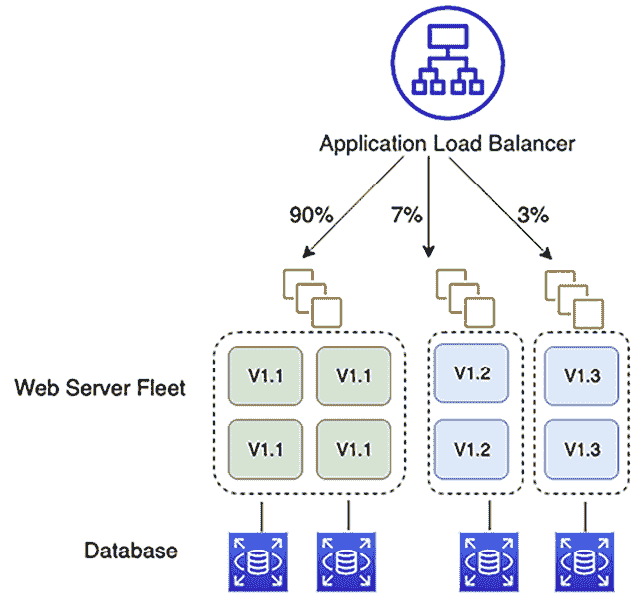 Application Load Balancer
90%
7%
3%
V1.1
V1.1
V1.2
V1.3
Web Server Fleet
V1.1
V1.1
V1.2
V1.3
Database